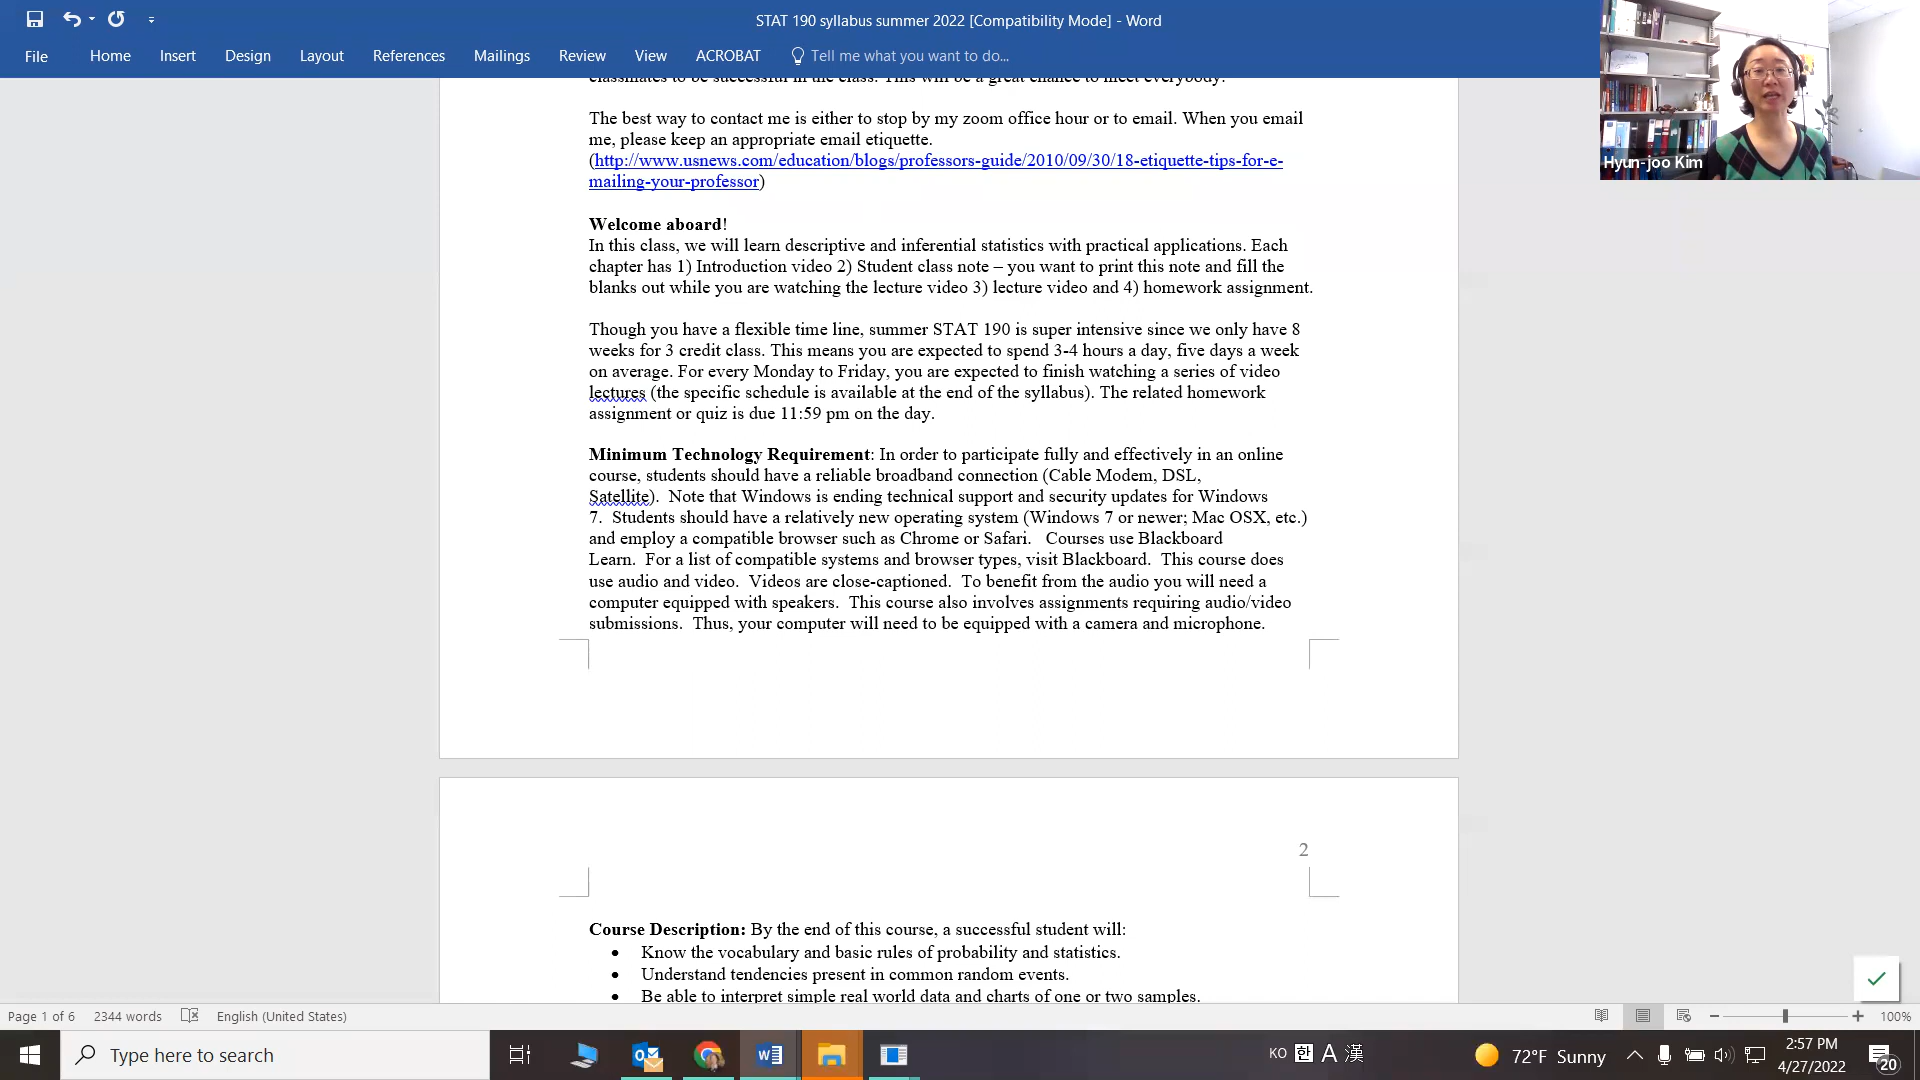 STAT 190 syllabus summer 2022 [Compatibility Mode] - Word
File Home Insert Design Layout References Mailings Review View ACROBAT Tell me what you want to do...
Hyun-joo Kim
classmates to be successful in the class. This will be a great chance to meet everybody.
The best way to contact me is either to stop by my zoom office hour or to email. When you email
me, please keep an appropriate email etiquette.
(http://www.usnews.com/education/blogs/professors-guide/2010/09/30/18-etiquette-tips-for-e-
mailing-your-professor)
Welcome aboard!
In this class, we will learn descriptive and inferential statistics with practical applications. Each
chapter has 1) Introduction video 2) Student class note – you want to print this note and fill the
blanks out while you are watching the lecture video 3) lecture video and 4) homework assignment.
Though you have a flexible time line, summer STAT 190 is super intensive since we only have 8
weeks for 3 credit class. This means you are expected to spend 3-4 hours a day, five days a week
on average. For every Monday to Friday, you are expected to finish watching a series of video
lectures (the specific schedule is available at the end of the syllabus). The related homework
assignment or quiz is due 11:59 pm on the day.
Minimum Technology Requirement: In order to participate fully and effectively in an online
course, students should have a reliable broadband connection (Cable Modem, DSL,
Satellite).  Note that Windows is ending technical support and security updates for Windows
7.  Students should have a relatively new operating system (Windows 7 or newer; Mac OSX, etc.)
and employ a compatible browser such as Chrome or Safari.   Courses use Blackboard
Learn.  For a list of compatible systems and browser types, visit Blackboard.  This course does
use audio and video.  Videos are close-captioned.  To benefit from the audio you will need a
computer equipped with speakers.  This course also involves assignments requiring audio/video
submissions.  Thus, your computer will need to be equipped with a camera and microphone.
2
Course Description: By the end of this course, a successful student will:
• Know the vocabulary and basic rules of probability and statistics.
• Understand tendencies present in common random events.
• Be able to interpret simple real world data and charts of one or two samples.
Page 1 of 6 2344 words English (United States) 100%
Type here to search
KO 한 A 漢
72°F Sunny
2:57 PM
4/27/2022
20